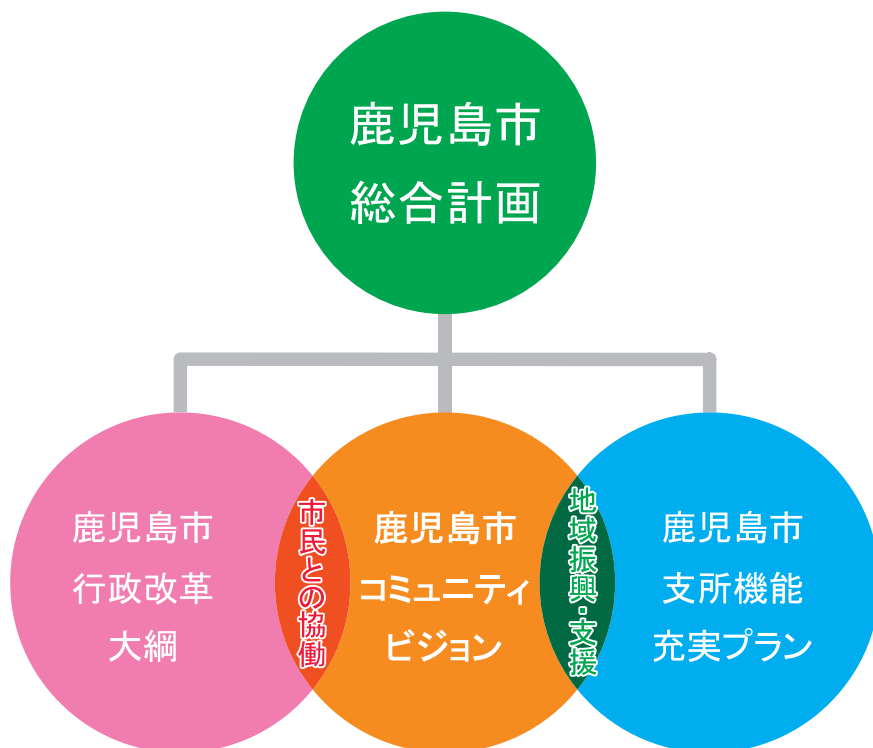 鹿児島市
総合計画
鹿児島市
行政改革
大綱
市民との協働
鹿児島市
コミュニティ
ビジョン
地域振興・支援
鹿児島市
支所機能
充実プラン